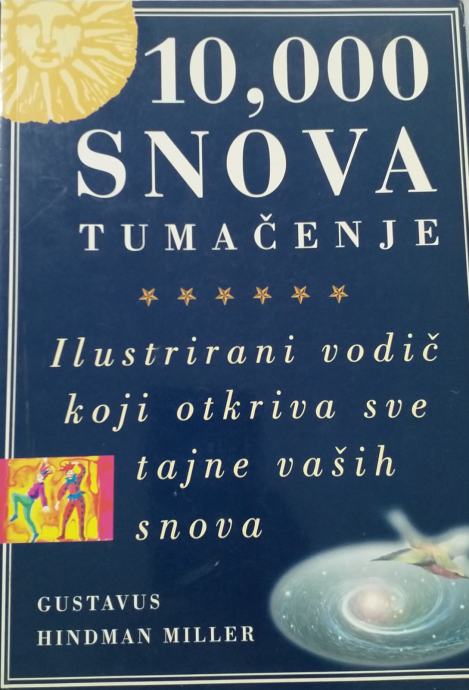 10,000
SNOVA
TUMAČENJE
Ilustrirani vodič
koji otkriva sve
tajne vaših
snova
GUSTAVUS
HINDMAN MILLER